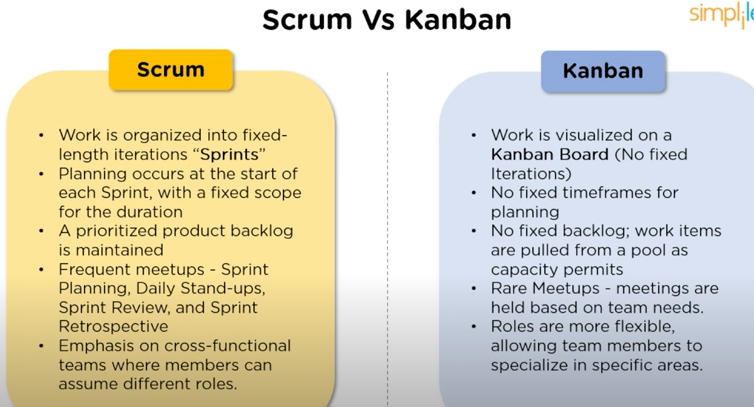 Scrum Vs Kanban
Scrum
• Work is organized into fixed-
length iterations “Sprints”
• Planning occurs at the start of
each Sprint, with a fixed scope
for the duration
• A prioritized product backlog
is maintained
• Frequent meetups - Sprint
Planning, Daily Stand-ups,
Sprint Review, and Sprint
Retrospective
• Emphasis on cross-functional
teams where members can
assume different roles.
Kanban
• Work is visualized on a
Kanban Board (No fixed
Iterations)
• No fixed timeframes for
planning
• No fixed backlog; work items
are pulled from a pool as
capacity permits
• Rare Meetups - meetings are
held based on team needs.
• Roles are more flexible,
allowing team members to
specialize in specific areas.